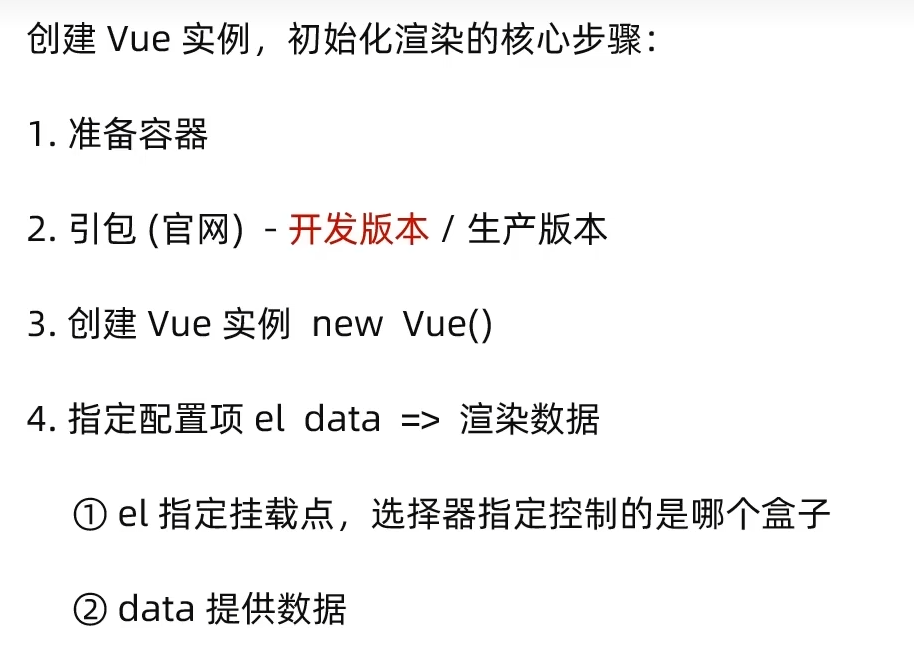 创建 Vue 实例，初始化渲染的核心步骤：
1. 准备容器
2. 引包 (官网) - 开发版本 / 生产版本
3. 创建 Vue 实例 new Vue()
4. 指定配置项 el data => 渲染数据
① el 指定挂载点，选择器指定控制的是哪个盒子
② data 提供数据